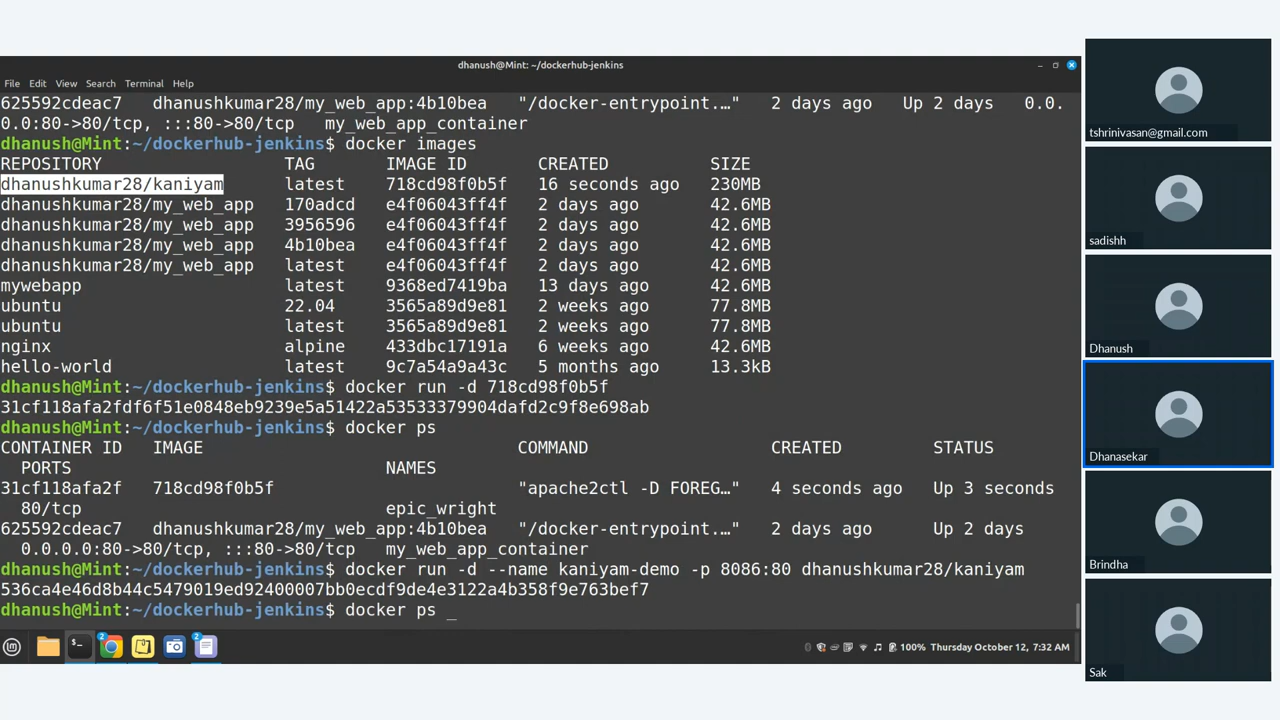 dhanush@Mint: ~/dockerhub-jenkins
File Edit View Search Terminal Help
625592cdeac7 dhanushkumar28/my_web_app:4b10bea "/docker-entrypoint.…" 2 days ago Up 2 days 0.0.
0.0:80->80/tcp, :::80->80/tcp my_web_app_container
dhanush@Mint:~/dockerhub-jenkins$ docker images
REPOSITORY TAG IMAGE ID CREATED SIZE
dhanushkumar28/kaniyam latest 718cd98f0b5f 16 seconds ago 230MB
dhanushkumar28/my_web_app 170adcd e4f06043ff4f 2 days ago 42.6MB
dhanushkumar28/my_web_app 3956596 e4f06043ff4f 2 days ago 42.6MB
dhanushkumar28/my_web_app 4b10bea e4f06043ff4f 2 days ago 42.6MB
dhanushkumar28/my_web_app latest e4f06043ff4f 2 days ago 42.6MB
mywebapp latest 9368ed7419ba 13 days ago 42.6MB
ubuntu 22.04 3565a89d9e81 2 weeks ago 77.8MB
ubuntu latest 3565a89d9e81 2 weeks ago 77.8MB
nginx alpine 433dbc17191a 6 weeks ago 42.6MB
hello-world latest 9c7a54a9a43c 5 months ago 13.3kB
dhanush@Mint:~/dockerhub-jenkins$ docker run -d 718cd98f0b5f
31cf118afa2fdf6f51e0848eb9239e5a51422a53533379904dafd2c9f8e698ab
dhanush@Mint:~/dockerhub-jenkins$ docker ps
CONTAINER ID IMAGE COMMAND CREATED STATUS
PORTS NAMES
31cf118afa2f 718cd98f0b5f "apache2ctl -D FOREG…" 4 seconds ago Up 3 seconds
80/tcp epic_wright
625592cdeac7 dhanushkumar28/my_web_app:4b10bea "/docker-entrypoint.…" 2 days ago Up 2 days
0.0.0.0:80->80/tcp, :::80->80/tcp my_web_app_container
dhanush@Mint:~/dockerhub-jenkins$ docker run -d --name kaniyam-demo -p 8086:80 dhanushkumar28/kaniyam
536ca4e46d8b44c5479019ed92400007bb0ecdf9de4e3122a4b358f9e763bef7
dhanush@Mint:~/dockerhub-jenkins$ docker ps _
2 2 100% Thursday October 12, 7:32 AM
tshrinivasan@gmail.com
sadishh
Dhanush
Dhanasekar
Brindha
Sak